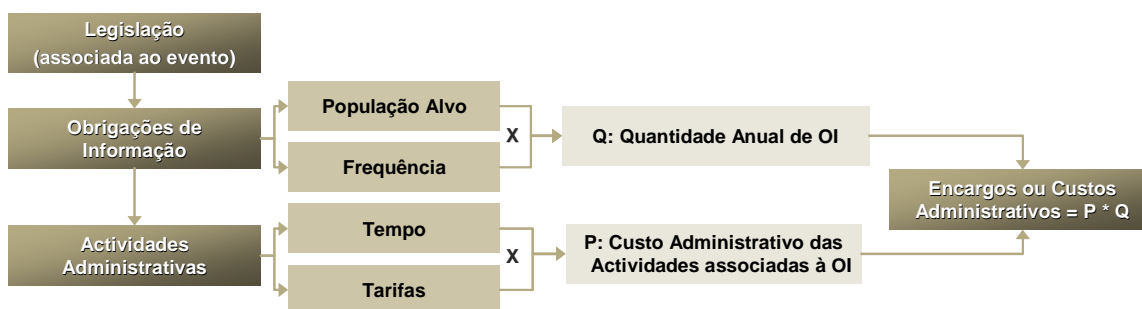 Legislação
(associada ao evento)
Obrigações de
Informação
Actividades
Administrativas
População Alvo
X
Frequência
Tempo
X
Tarifas
Q: Quantidade Anual de OI
P: Custo Administrativo das
Actividades associadas à OI
Encargos ou Custos
Administrativos = P * Q